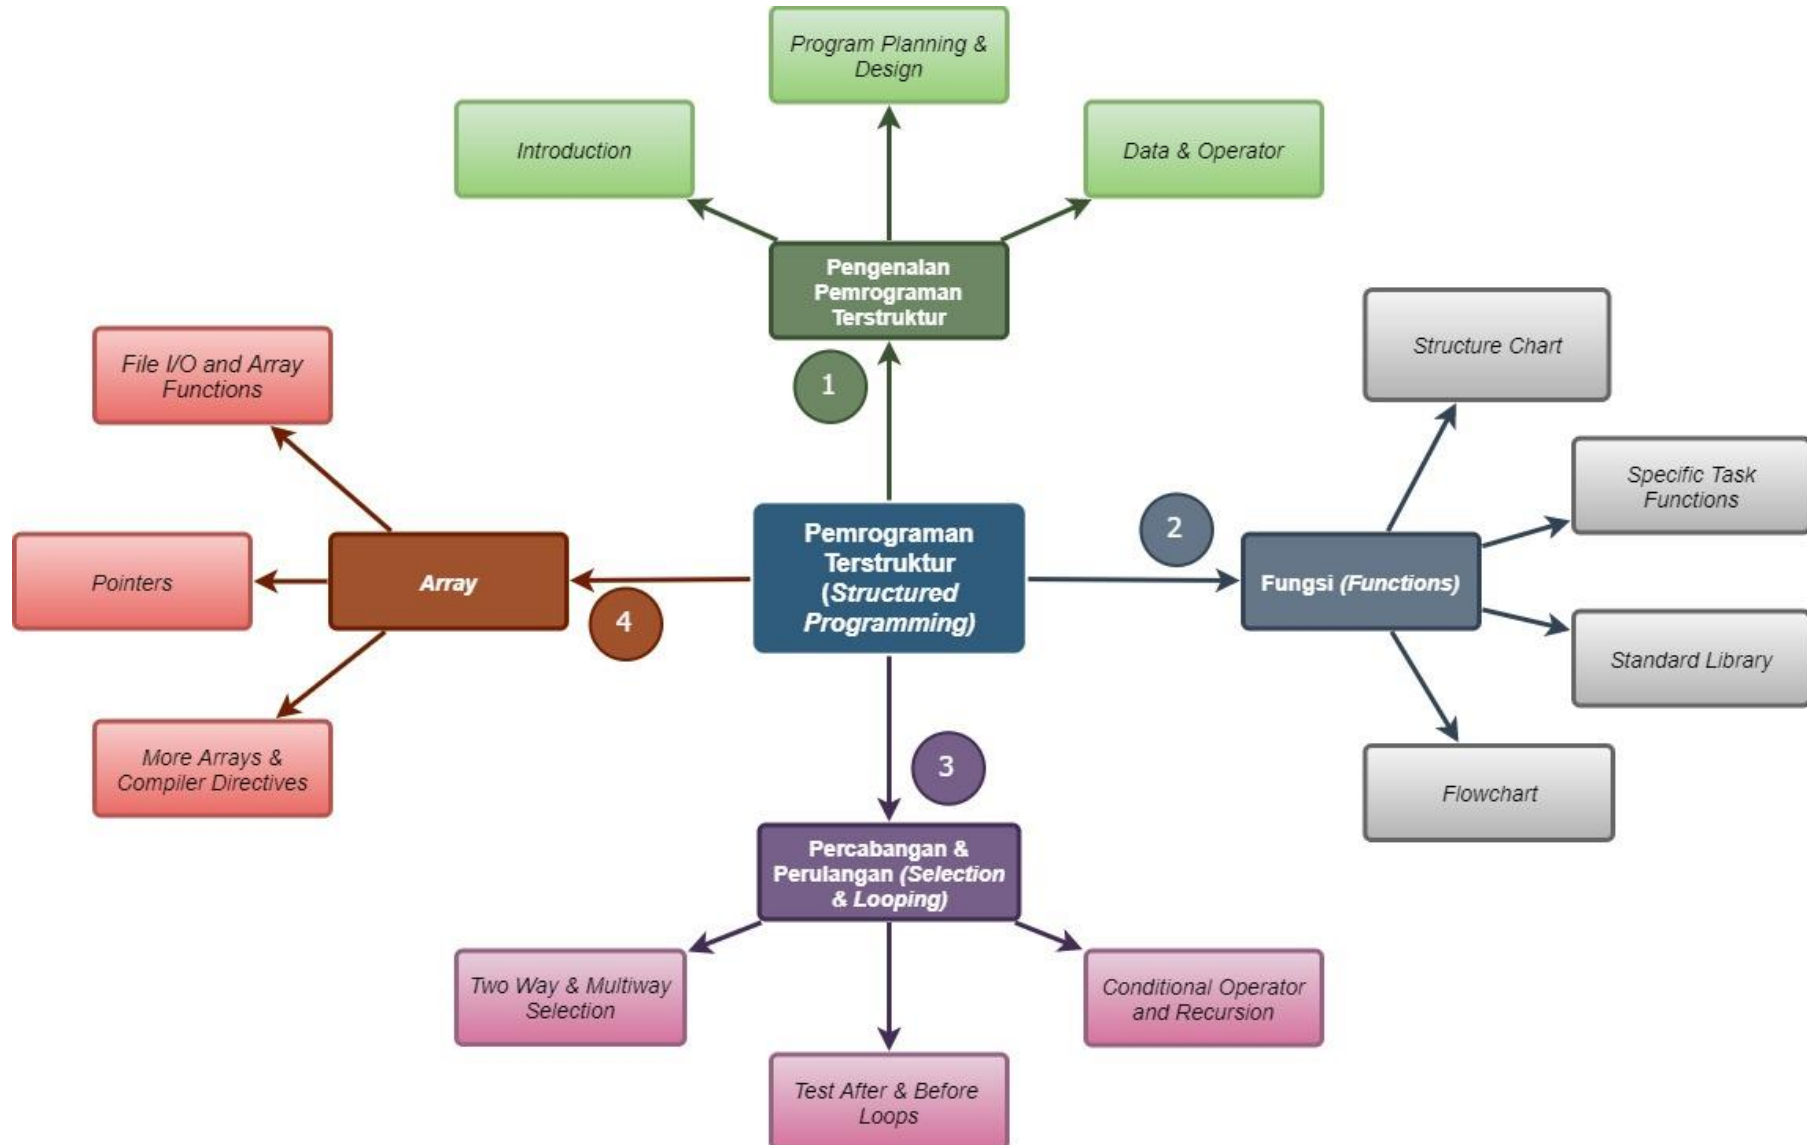 Program Planning &
Design
Introduction
Data & Operator
Pengenalan
Pemrograman
Terstruktur
1
Structure Chart
File I/O and Array
Functions
Specific Task
Functions
2
Pemrograman
Terstruktur
(Structured
Programming)
Fungsi (Functions)
Pointers
Array
4
Standard Library
More Arrays &
Compiler Directives
3
Flowchart
Percabangan &
Perulangan (Selection
& Looping)
Two Way & Multiway
Selection
Conditional Operator
and Recursion
Test After & Before
Loops